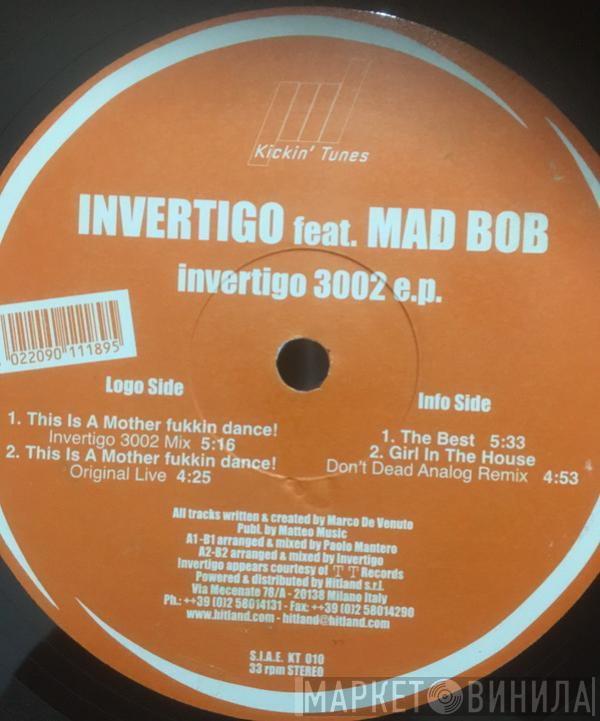 Kickin' Tunes
INVERTIGO feat. MAD BOB
invertigo 3002 e.p.
022090 111895
Logo Side
1. This Is A Mother fukkin dance!
Invertigo 3002 Mix 5:16
2. This Is A Mother fukkin dance!
Original Live 4:25
Info Side
1. The Best 5:33
2. Girl In The House
Don't Dead Analog Remix 4:53
All tracks written & created by Marco De Venuto
Publ. by Matteo Music
A1-B1 arranged & mixed by Paolo Mantero
A2-B2 arranged & mixed by Invertigo
Invertigo appears courtesy of TT Records
Powered & distributed by Hitland s.r.l.
Via Mecenate 78/A - 20138 Milano Italy
Ph.: ++39 (0)2 58014131 - Fax: ++39 (0)2 58014290
www.hitland.com - hitland@hitland.com
S.I.A.E. KT 010
33 rpm STEREO
МАРКЕТ ВИНИЛА